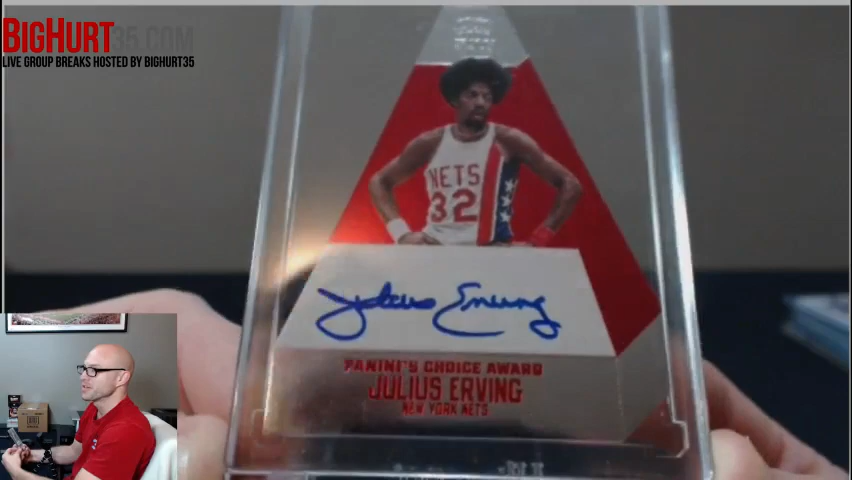 BIGHURT35.COM
LIVE GROUP BREAKS HOSTED BY BIGHURT35
NETS
32
Julius Erving
PANINI'S CHOICE AWARD
JULIUS ERVING
NEW YORK NETS